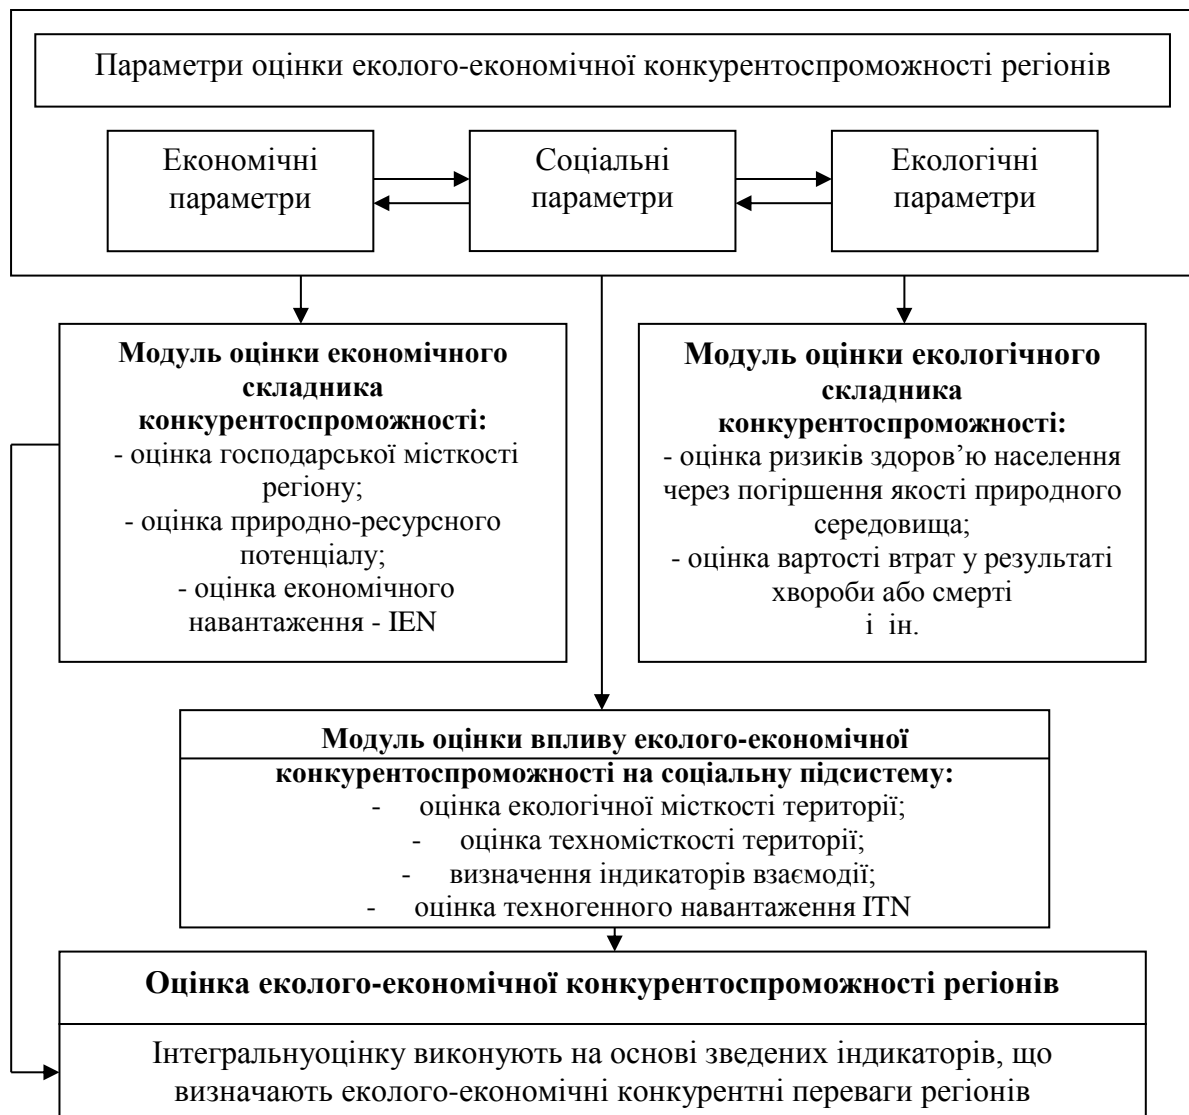 Параметри оцінки еколого-економічної конкурентоспроможності регіонів
Економічні
параметри
Соціальні
параметри
Екологічні
параметри
Модуль оцінки економічного
складника
конкурентоспроможності:
- оцінка господарської місткості
регіону;
- оцінка природно-ресурсного
потенціалу;
- оцінка економічного
навантаження - IEN
Модуль оцінки екологічного
складника
конкурентоспроможності:
- оцінка ризиків здоров’ю населення
через погіршення якості природного
середовища;
- оцінка вартості втрат у результаті
хвороби або смерті
і ін.
Модуль оцінки впливу еколого-економічної
конкурентоспроможності на соціальну підсистему:
- оцінка екологічної місткості території;
- оцінка техномісткості території;
- визначення індикаторів взаємодії;
- оцінка техногенного навантаження ITN
Оцінка еколого-економічної конкурентоспроможності регіонів
Інтегральнуоцінку виконують на основі зведених індикаторів, що
визначають еколого-економічні конкурентні переваги регіонів